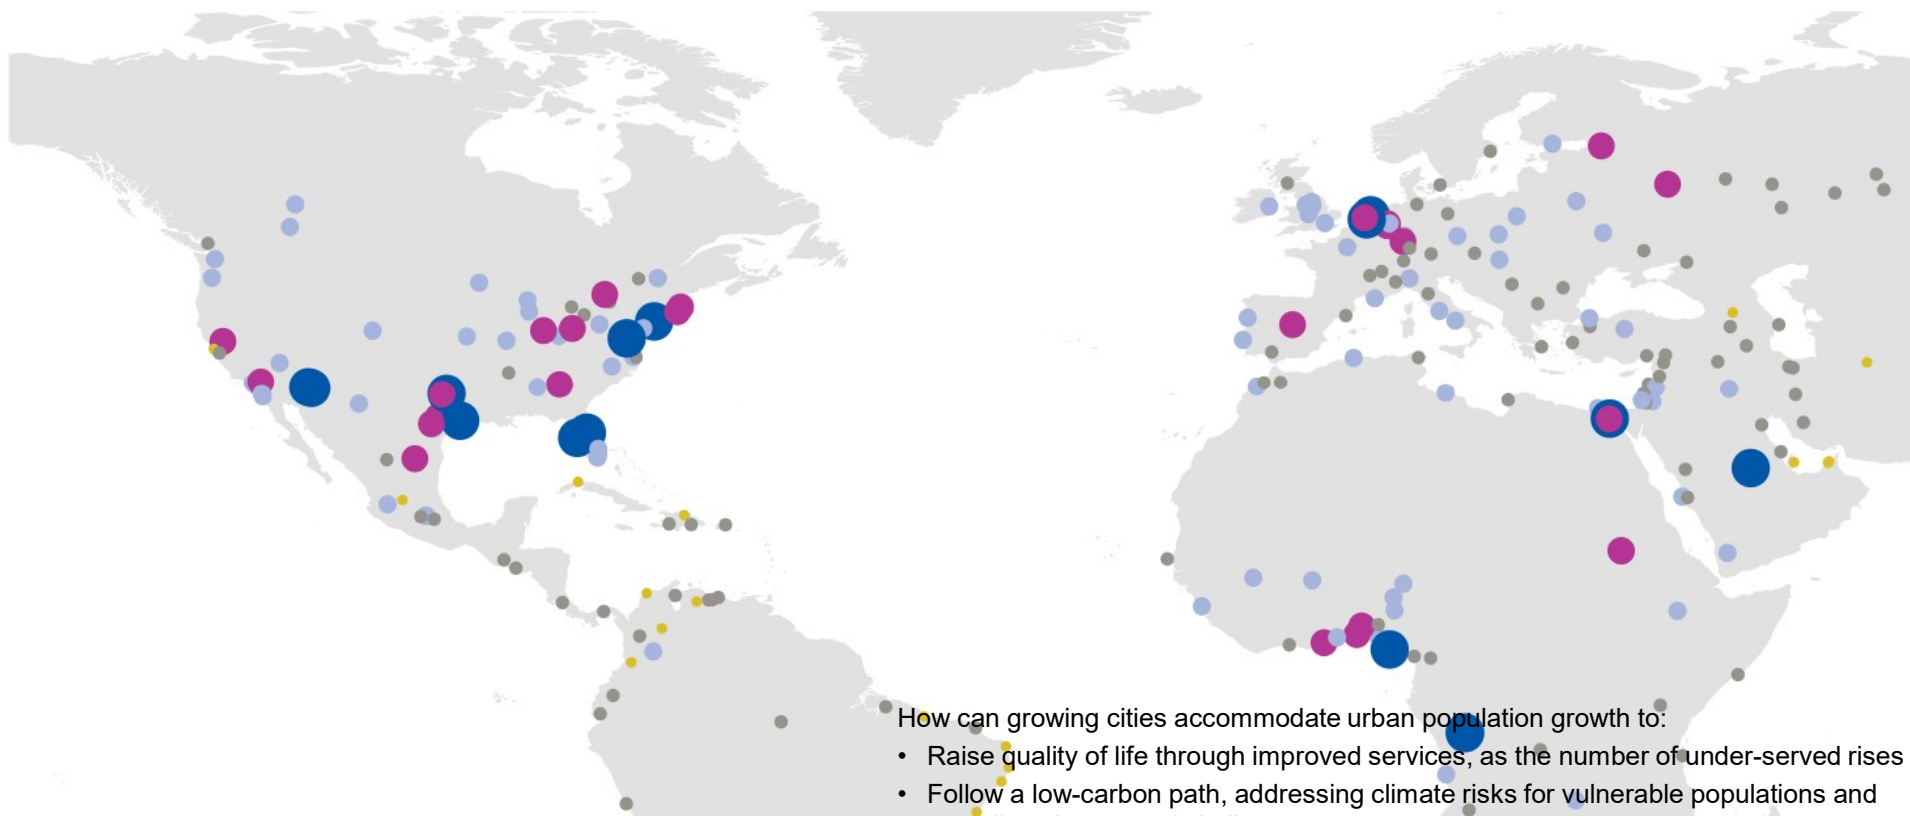 How can growing cities accommodate urban population growth to:
• Raise quality of life through improved services, as the number of under-served rises
• Follow a low-carbon path, addressing climate risks for vulnerable populations and